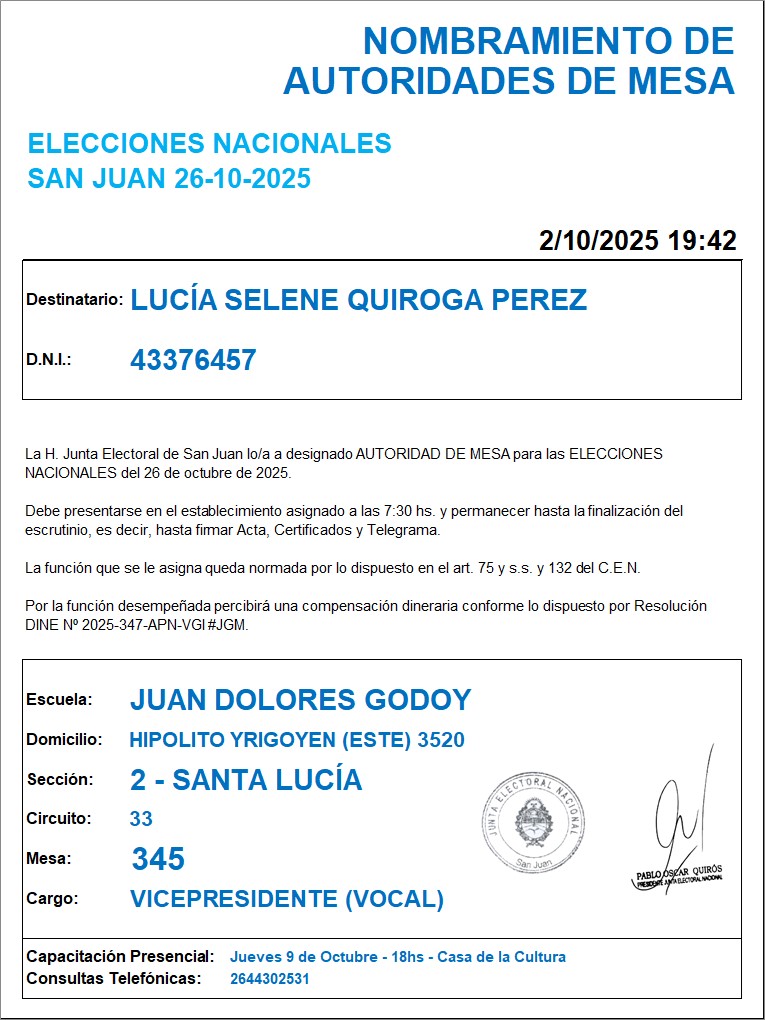 NOMBRAMIENTO DE
AUTORIDADES DE MESA
ELECCIONES NACIONALES
SAN JUAN 26-10-2025
2/10/2025 19:42
Destinatario: LUCÍA SELENE QUIROGA PEREZ
D.N.I.: 43376457
La H. Junta Electoral de San Juan lo/a a designado AUTORIDAD DE MESA para las ELECCIONES
NACIONALES del 26 de octubre de 2025.
Debe presentarse en el establecimiento asignado a las 7:30 hs. y permanecer hasta la finalización del
escrutinio, es decir, hasta firmar Acta, Certificados y Telegrama.
La función que se le asigna queda normada por lo dispuesto en el art. 75 y s.s. y 132 del C.E.N.
Por la función desempeñada percibirá una compensación dineraria conforme lo dispuesto por Resolución
DINE Nº 2025-347-APN-VGI#JGM.
Escuela: JUAN DOLORES GODOY
Domicilio: HIPOLITO YRIGOYEN (ESTE) 3520
Sección: 2 - SANTA LUCÍA
Circuito: 33
Mesa: 345
Cargo: VICEPRESIDENTE (VOCAL)
JUNTA ELECTORAL NACIONAL
San Juan
PABLO OSCAR QUIRÓS
PRESIDENTE JUNTA ELECTORAL NACIONAL
Capacitación Presencial: Jueves 9 de Octubre - 18hs - Casa de la Cultura
Consultas Telefónicas: 2644302531